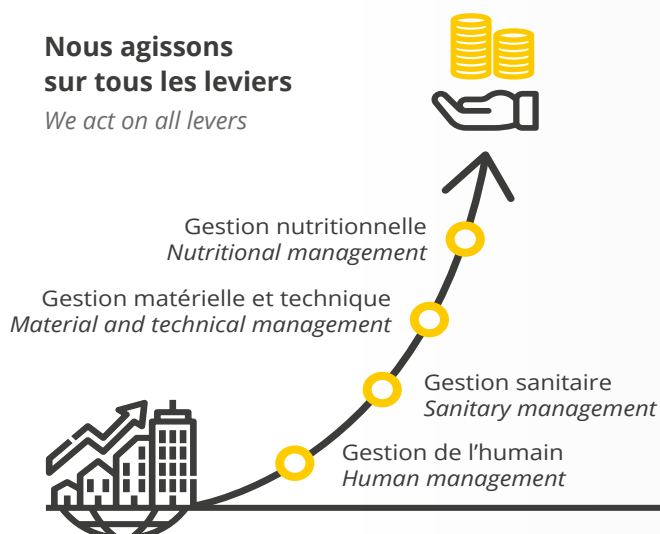 Nous agissons
sur tous les leviers
We act on all levers
Gestion nutritionnelle
Nutritional management
Gestion matérielle et technique
Material and technical management
Gestion sanitaire
Sanitary management
Gestion de l’humain
Human management